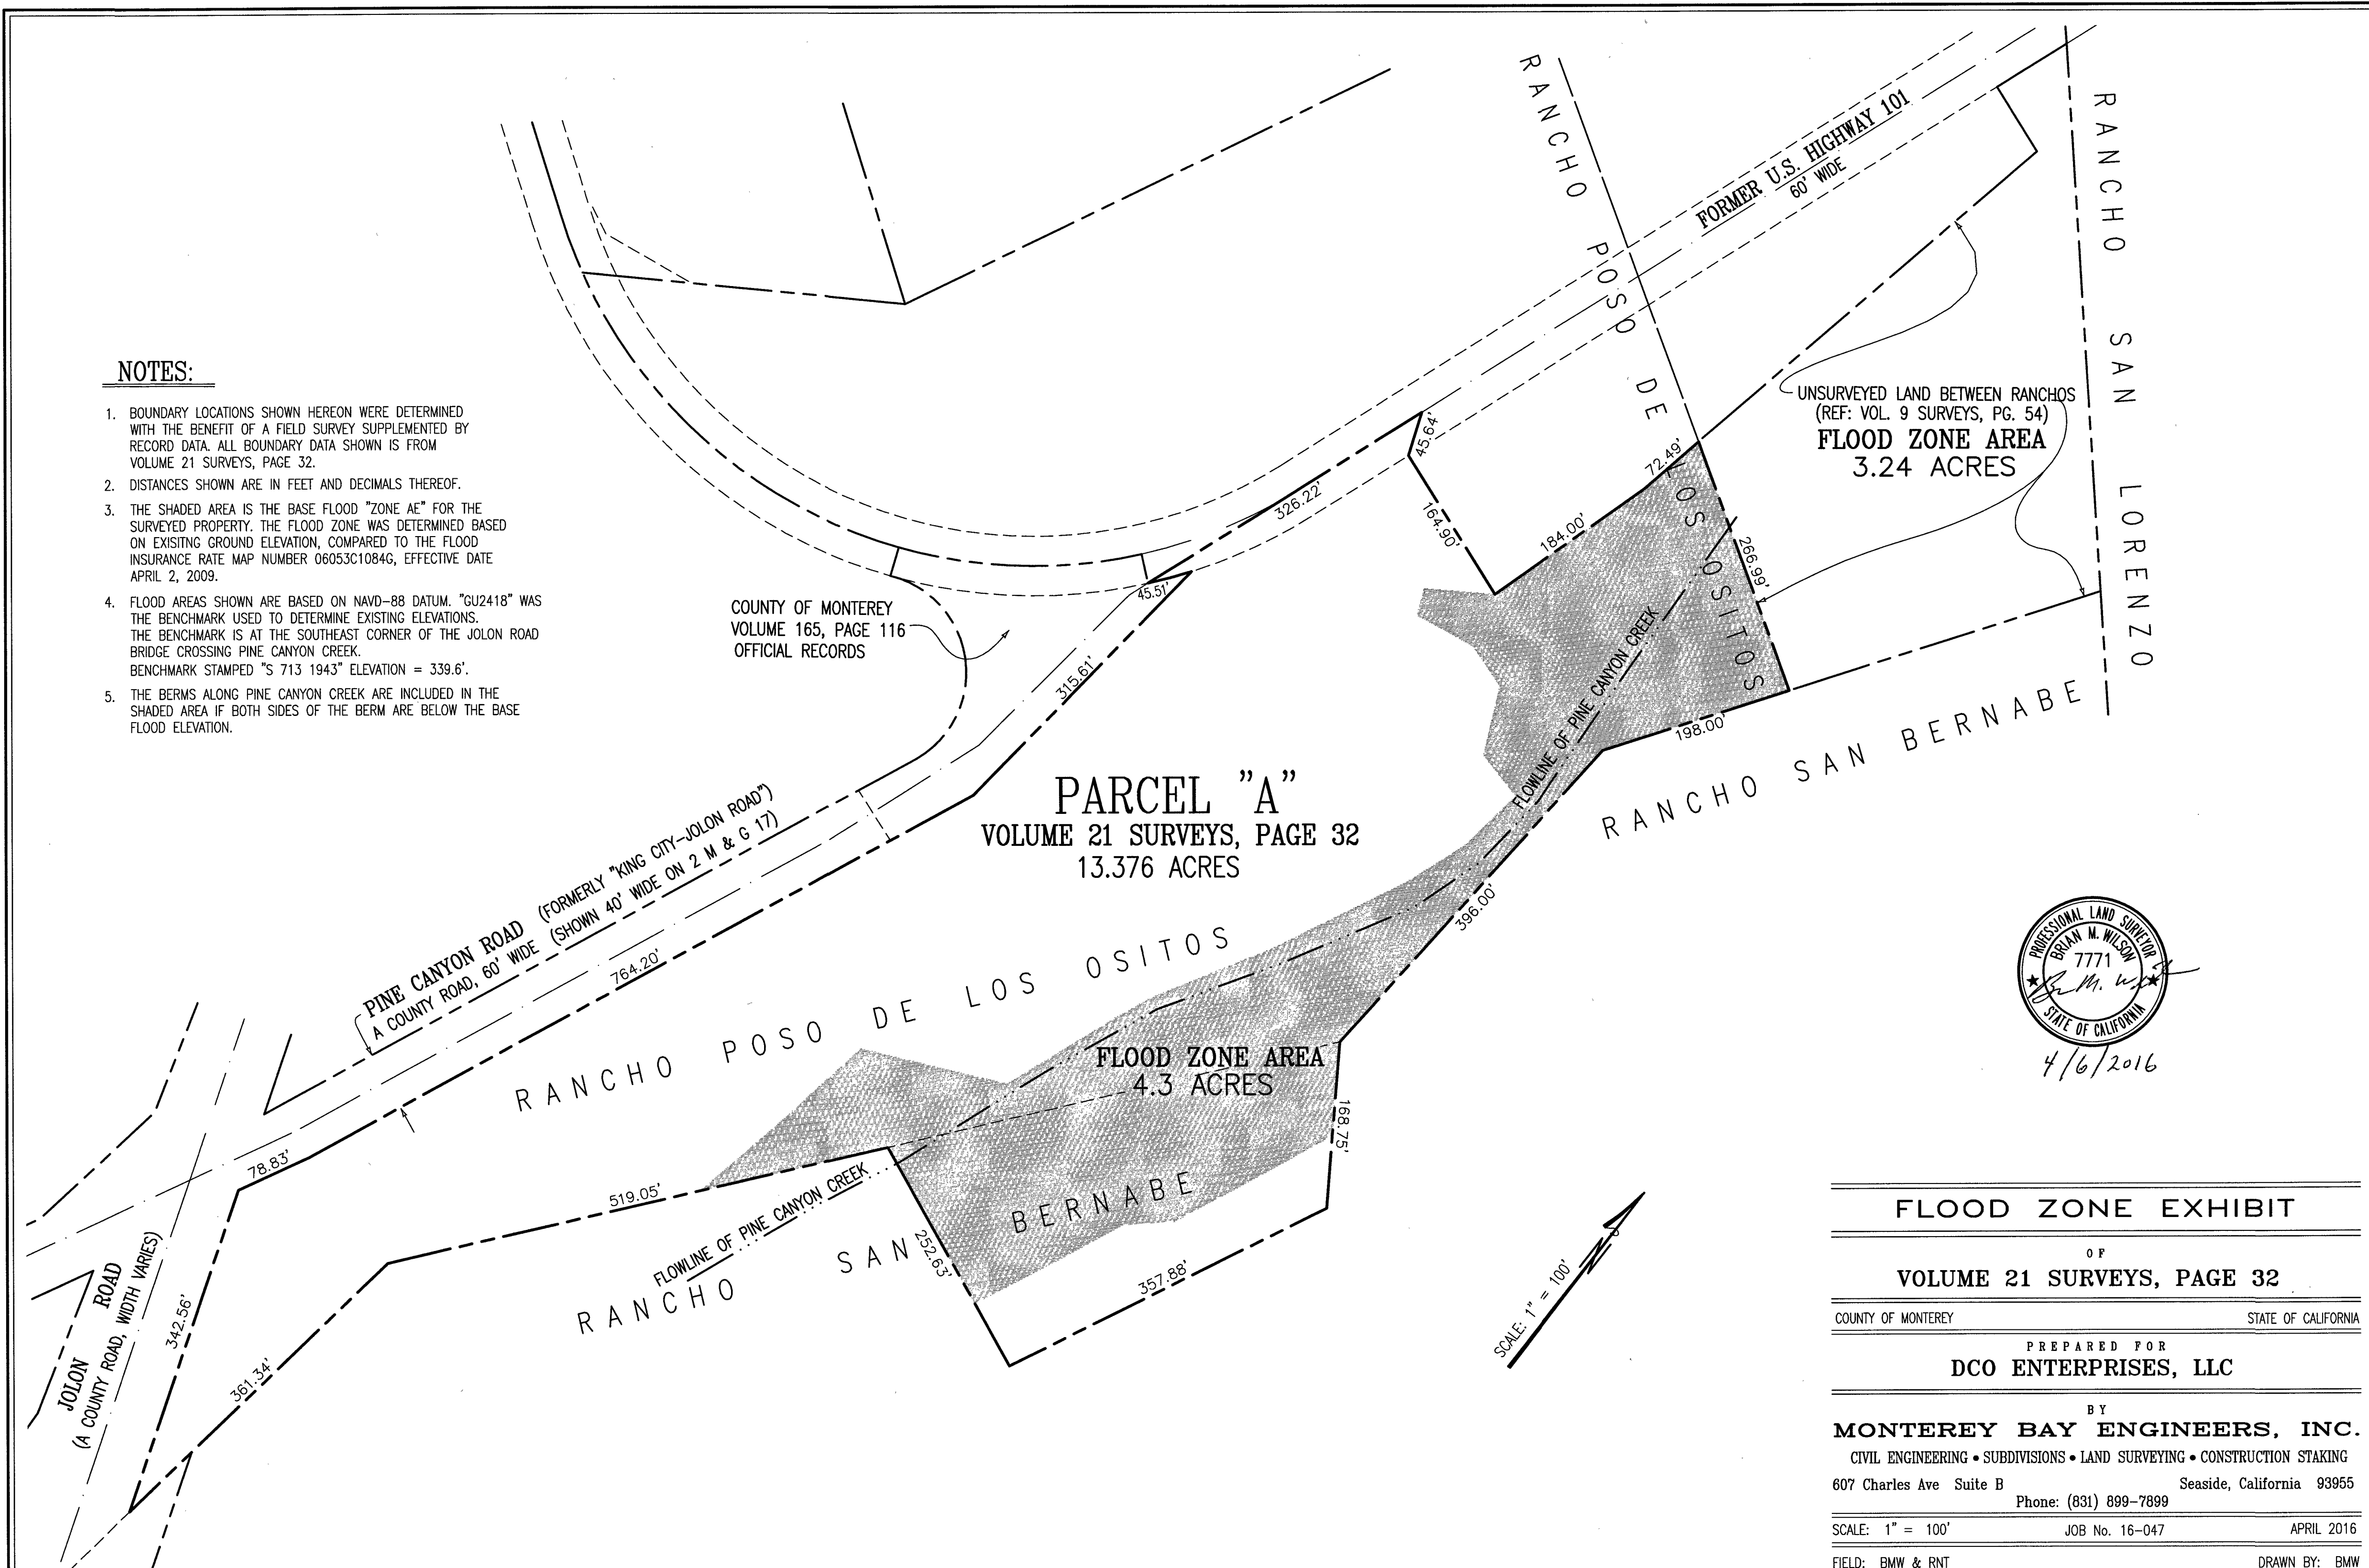 NOTES:
1. BOUNDARY LOCATIONS SHOWN HEREON WERE DETERMINED
WITH THE BENEFIT OF A FIELD SURVEY SUPPLEMENTED BY
RECORD DATA. ALL BOUNDARY DATA SHOWN IS FROM
VOLUME 21 SURVEYS, PAGE 32.
2. DISTANCES SHOWN ARE IN FEET AND DECIMALS THEREOF.
3. THE SHADED AREA IS THE BASE FLOOD "ZONE AE" FOR THE
SURVEYED PROPERTY. THE FLOOD ZONE WAS DETERMINED BASED
ON EXISITNG GROUND ELEVATION, COMPARED TO THE FLOOD
INSURANCE RATE MAP NUMBER 06053C1084G, EFFECTIVE DATE
APRIL 2, 2009.
4. FLOOD AREAS SHOWN ARE BASED ON NAVD-88 DATUM. "GU2418" WAS
THE BENCHMARK USED TO DETERMINE EXISTING ELEVATIONS.
THE BENCHMARK IS AT THE SOUTHEAST CORNER OF THE JOLON ROAD
BRIDGE CROSSING PINE CANYON CREEK.
BENCHMARK STAMPED "S 713 1943" ELEVATION = 339.6'.
5. THE BERMS ALONG PINE CANYON CREEK ARE INCLUDED IN THE
SHADED AREA IF BOTH SIDES OF THE BERM ARE BELOW THE BASE
FLOOD ELEVATION.
RANCHO POSO DE LOS OSITOS
FORMER U.S. HIGHWAY 101
60' WIDE
RANCHO SAN LORENZO
UNSURVEYED LAND BETWEEN RANCHOS
(REF: VOL. 9 SURVEYS, PG. 54)
FLOOD ZONE AREA
3.24 ACRES
45.64'
326.22'
164.90'
72.49'
184.00'
266.99'
198.00'
45.51'
315.61'
COUNTY OF MONTEREY
VOLUME 165, PAGE 116
OFFICIAL RECORDS
FLOWLINE OF PINE CANYON CREEK
RANCHO SAN BERNABE
PARCEL "A"
VOLUME 21 SURVEYS, PAGE 32
13.376 ACRES
PINE CANYON ROAD (FORMERLY "KING CITY-JOLON ROAD")
A COUNTY ROAD, 60' WIDE (SHOWN 40' WIDE ON 2 M & G 17)
764.20'
396.00'
RANCHO POSO DE LOS OSITOS
FLOOD ZONE AREA
4.3 ACRES
168.75'
78.83'
519.05'
FLOWLINE OF PINE CANYON CREEK
252.63'
RANCHO SAN BERNABE
357.88'
342.56'
361.34'
JOLON ROAD
(A COUNTY ROAD, WIDTH VARIES)
SCALE: 1" = 100'
PROFESSIONAL LAND SURVEYOR
BRIAN M. WILSON
7771
STATE OF CALIFORNIA
4/6/2016
FLOOD ZONE EXHIBIT
OF
VOLUME 21 SURVEYS, PAGE 32
COUNTY OF MONTEREY STATE OF CALIFORNIA
PREPARED FOR
DCO ENTERPRISES, LLC
BY
MONTEREY BAY ENGINEERS, INC.
CIVIL ENGINEERING • SUBDIVISIONS • LAND SURVEYING • CONSTRUCTION STAKING
607 Charles Ave Suite B Seaside, California 93955
Phone: (831) 899-7899
SCALE: 1" = 100' JOB No. 16-047 APRIL 2016
FIELD: BMW & RNT DRAWN BY: BMW